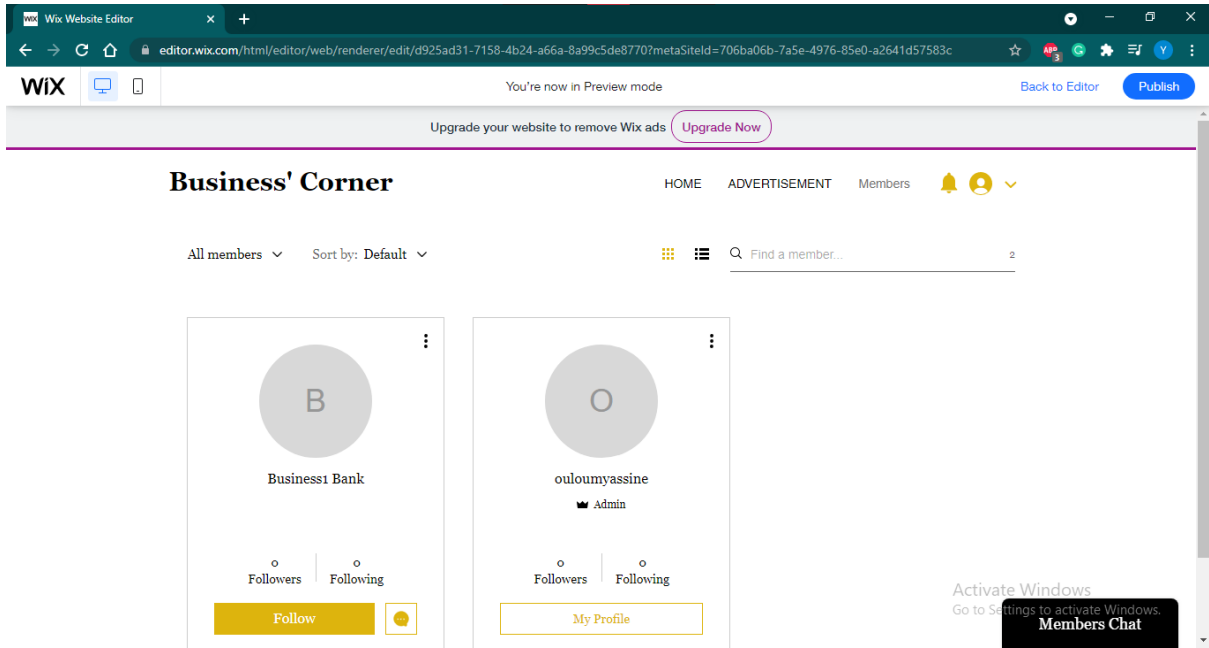 Wix Website Editor
editor.wix.com/html/editor/web/renderer/edit/d925ad31-7158-4b24-a66a-8a99c5de8770?metaSiteId=706ba06b-7a5e-4976-85e0-a2641d57583c
ABP
3
G
Y
WiX
You're now in Preview mode
Back to Editor
Publish
Upgrade your website to remove Wix ads
Upgrade Now
Business' Corner
HOME
ADVERTISEMENT
Members
All members
Sort by: Default
Find a member...
2
B
Business1 Bank
0
Followers
0
Following
Follow
O
ouloumyassine
Admin
0
Followers
0
Following
My Profile
Activate Windows
Go to Settings to activate Windows.
Members Chat